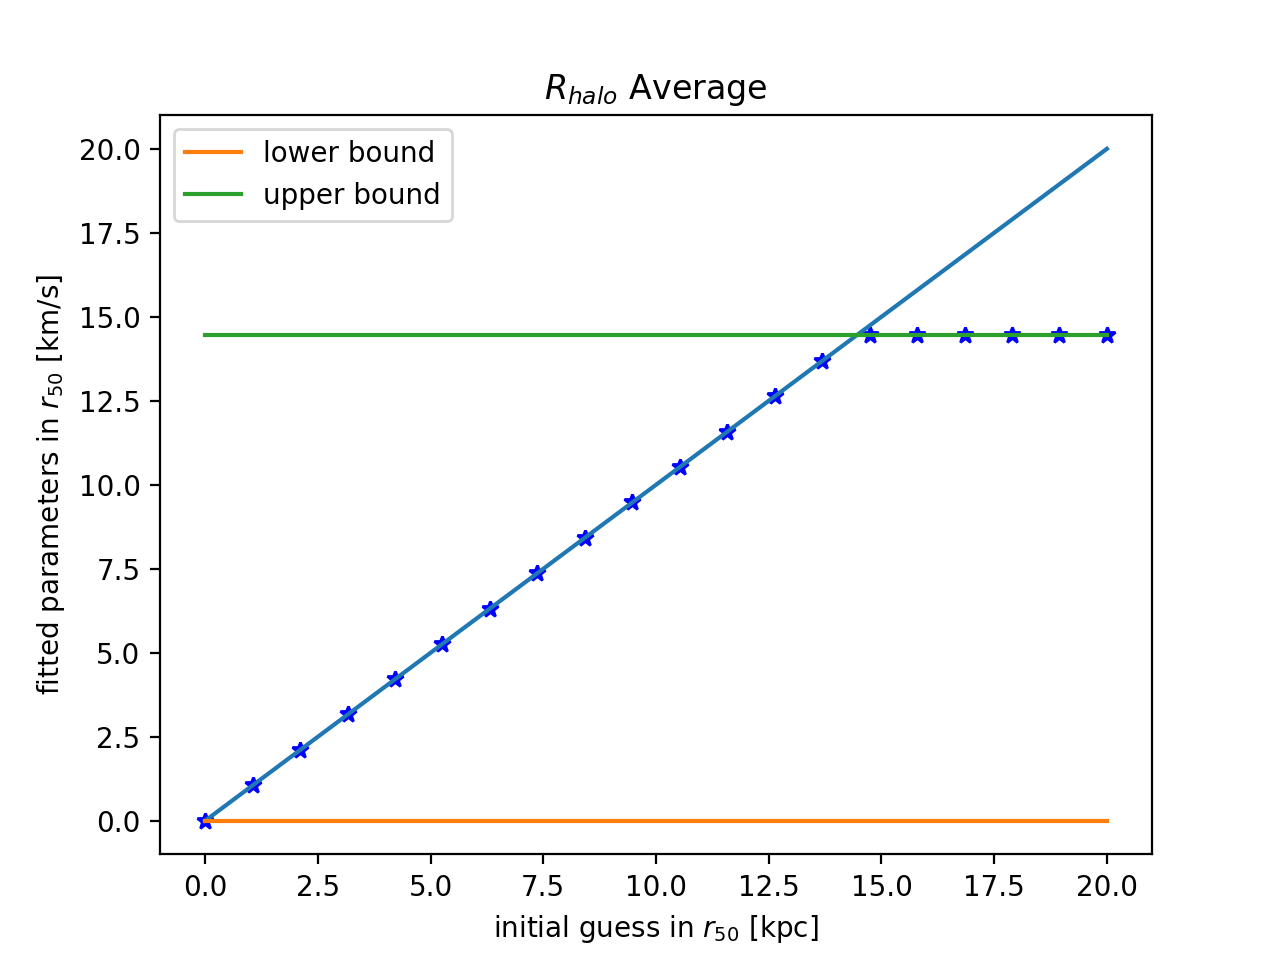 R_halo Average
lower bound
upper bound
20.0
17.5
15.0
12.5
10.0
7.5
5.0
2.5
0.0
fitted parameters in r_50 [km/s]
0.0 2.5 5.0 7.5 10.0 12.5 15.0 17.5 20.0
initial guess in r_50 [kpc]